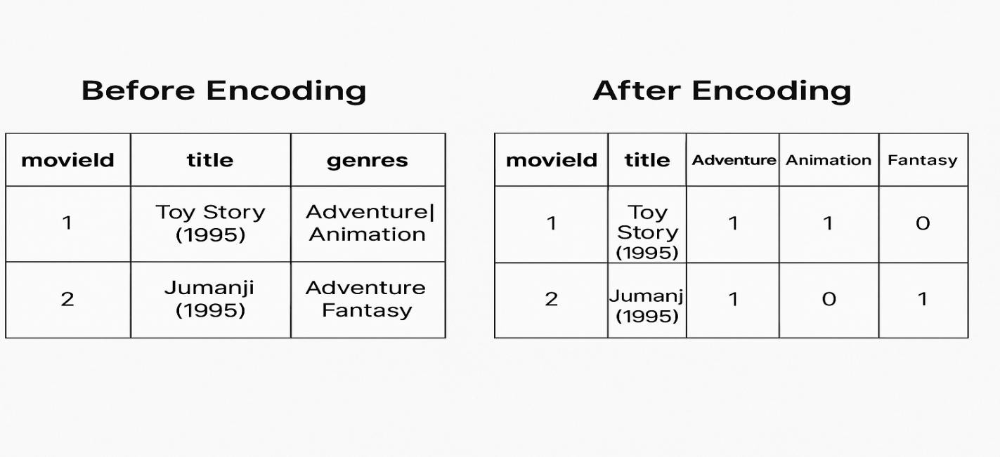 Before Encoding
movieId title genres
1 Toy Story (1995) Adventure| Animation
2 Jumanji (1995) Adventure Fantasy
After Encoding
movieId title Adventure Animation Fantasy
1 Toy Story (1995) 1 1 0
2 Jumanj (1995) 1 0 1